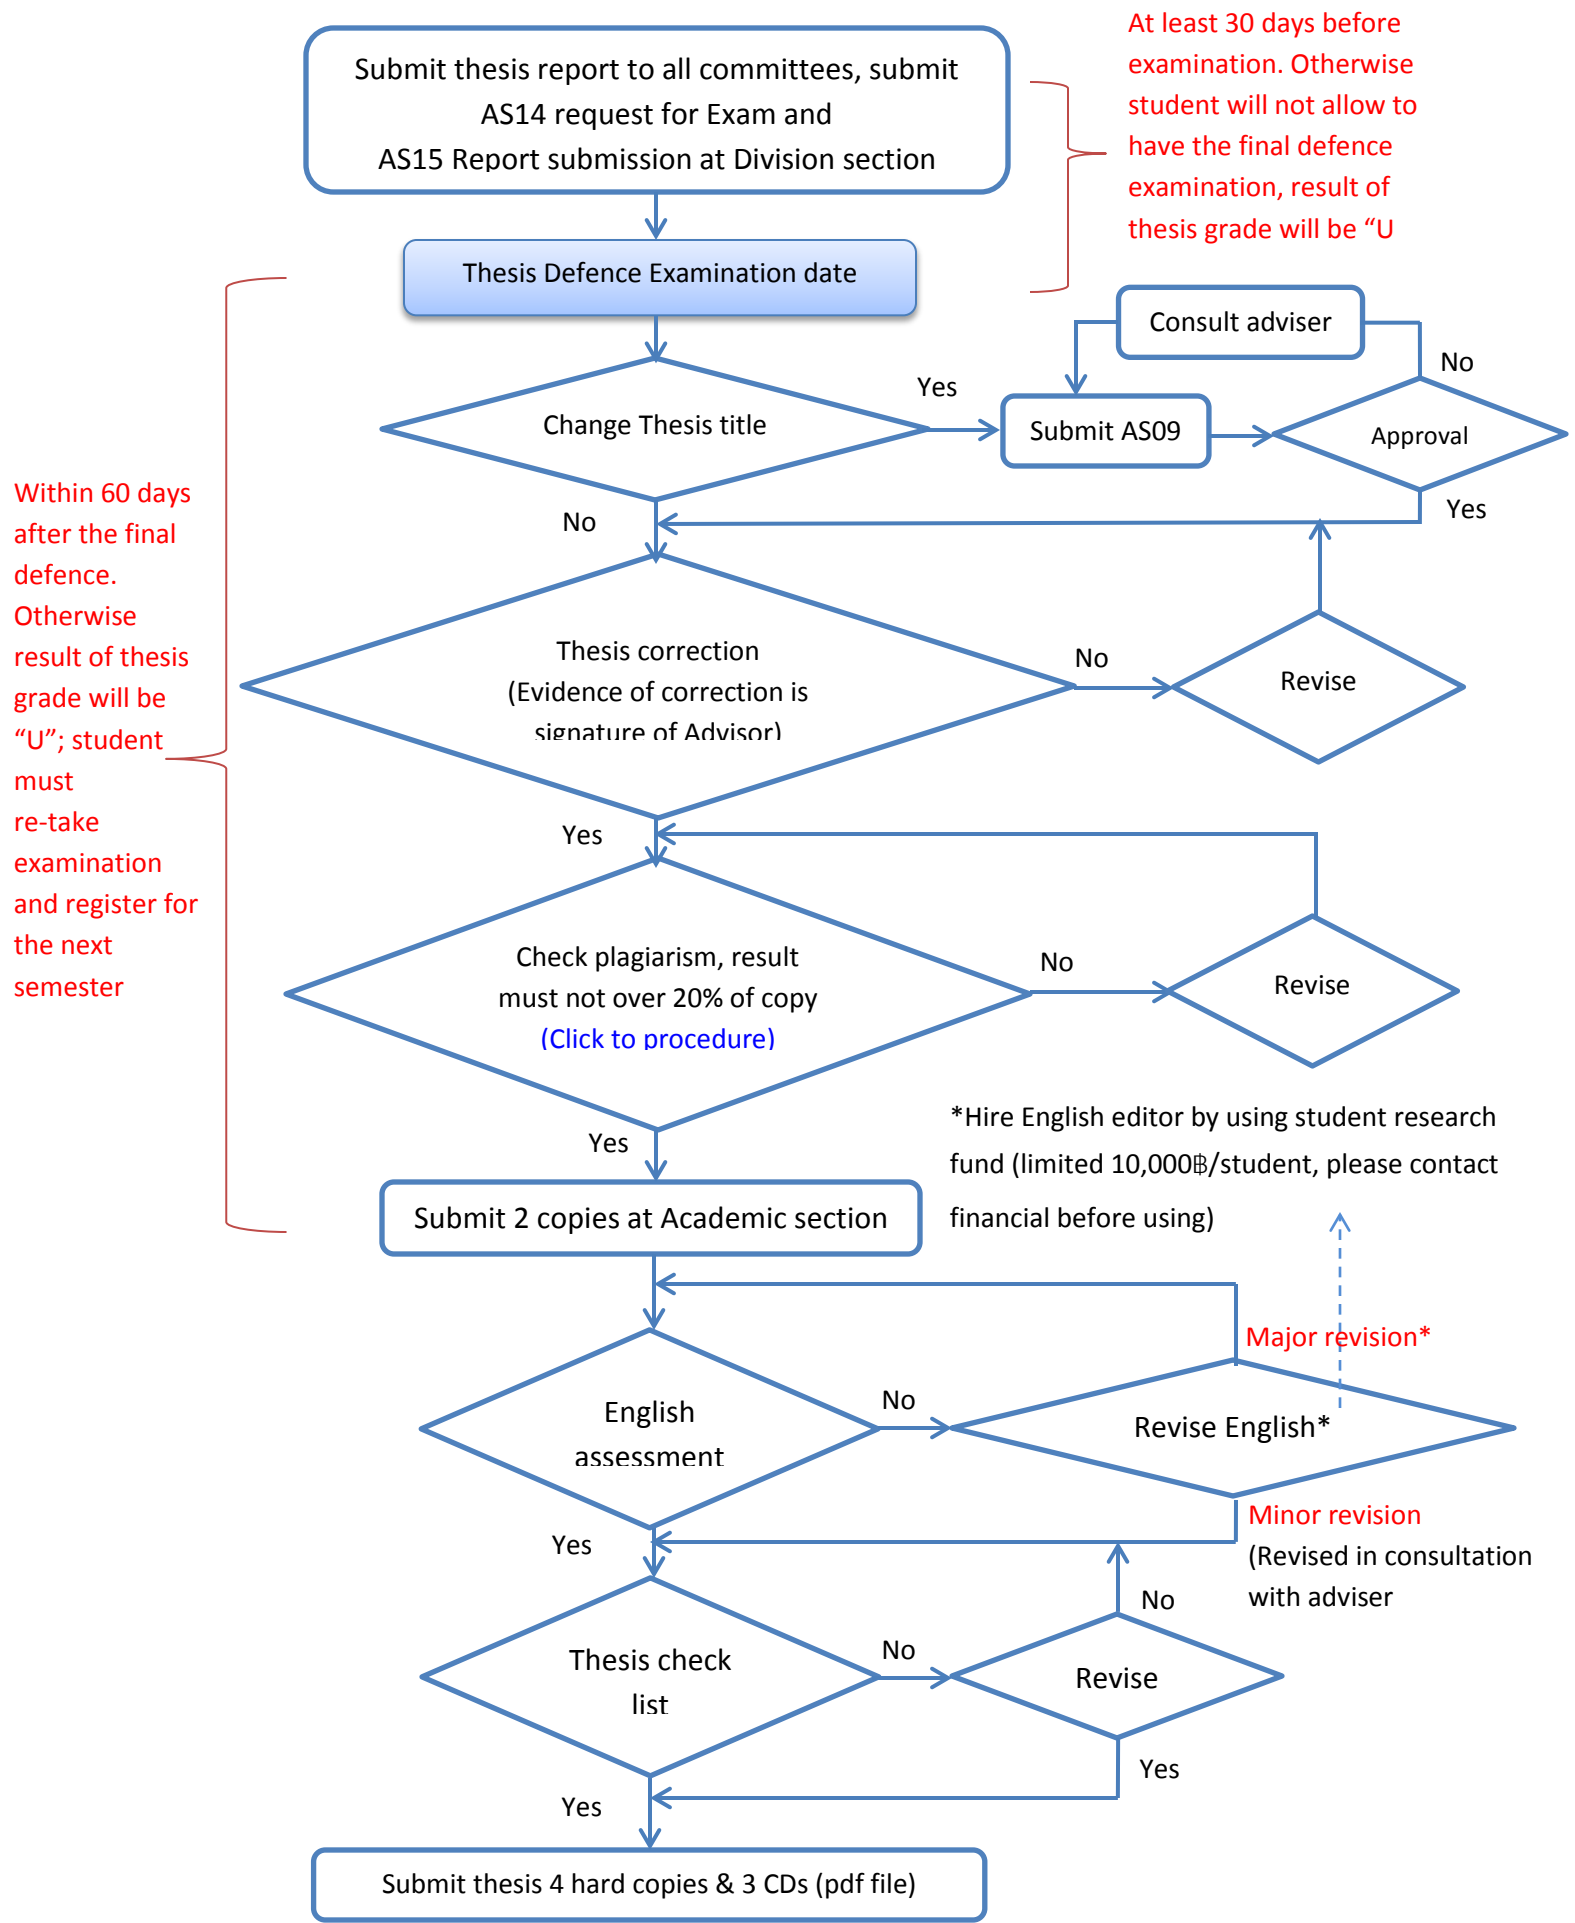 At least 30 days before
examination. Otherwise
student will not allow to
have the final defence
examination, result of
thesis grade will be “U
Submit thesis report to all committees, submit
AS14 request for Exam and
AS15 Report submission at Division section
Thesis Defence Examination date
Consult adviser
No
Yes
Change Thesis title
Submit AS09
Approval
No
Yes
Within 60 days
after the final
defence.
Otherwise
result of thesis
grade will be
“U”; student
must
re-take
examination
and register for
the next
semester
Thesis correction
(Evidence of correction is
signature of Advisor)
No
Revise
Yes
Check plagiarism, result
must not over 20% of copy
(Click to procedure)
No
Revise
Yes
*Hire English editor by using student research
fund (limited 10,000฿/student, please contact
financial before using)
Submit 2 copies at Academic section
Major revision*
English
assessment
No
Revise English*
Minor revision
(Revised in consultation
with adviser
Yes
No
Thesis check
list
No
Revise
Yes
Yes
Submit thesis 4 hard copies & 3 CDs (pdf file)